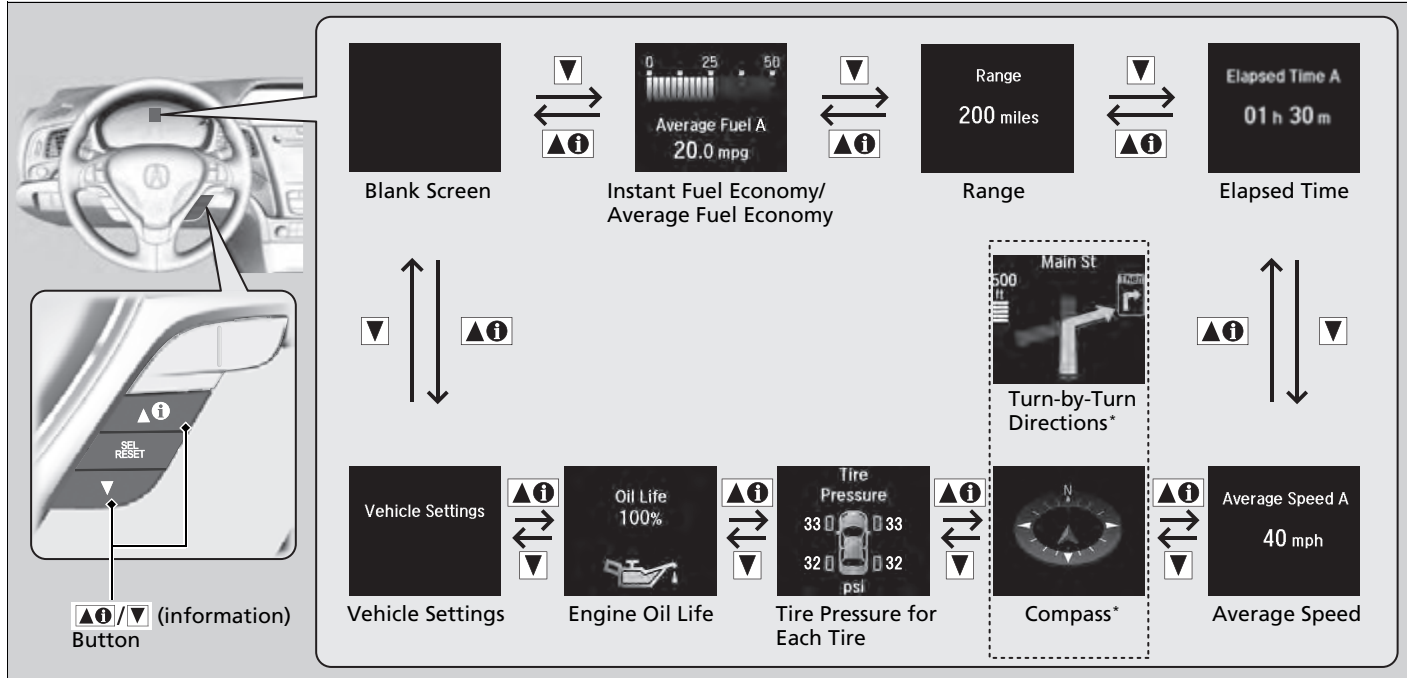 0 25 50
Average Fuel A
20.0 mpg
Range
200 miles
Elapsed Time A
01 h 30 m
▼ ▼ ▼
▲i ▲i ▲i
Blank Screen
Instant Fuel Economy/
Average Fuel Economy
Range
Elapsed Time
Main St
500
ft
THEN
Turn-by-Turn
Directions*
▼ ▲i
▲i ▼
▲i
SEL
RESET
▼
▲i/▼ (information)
Button
Vehicle Settings
Oil Life
100%
Tire
Pressure
33 33
32 32
psi
N
Average Speed A
40 mph
▲i ▲i ▲i ▲i
▼ ▼ ▼ ▼
Vehicle Settings
Engine Oil Life
Tire Pressure for
Each Tire
Compass*
Average Speed